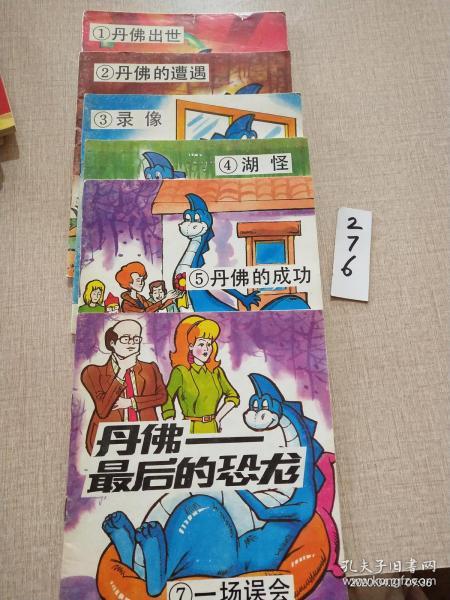 ①丹佛出世
②丹佛的遭遇
③录像
④湖怪
⑤丹佛的成功
276
丹佛——
最后的恐龙
⑦一场误会
孔夫子旧书网